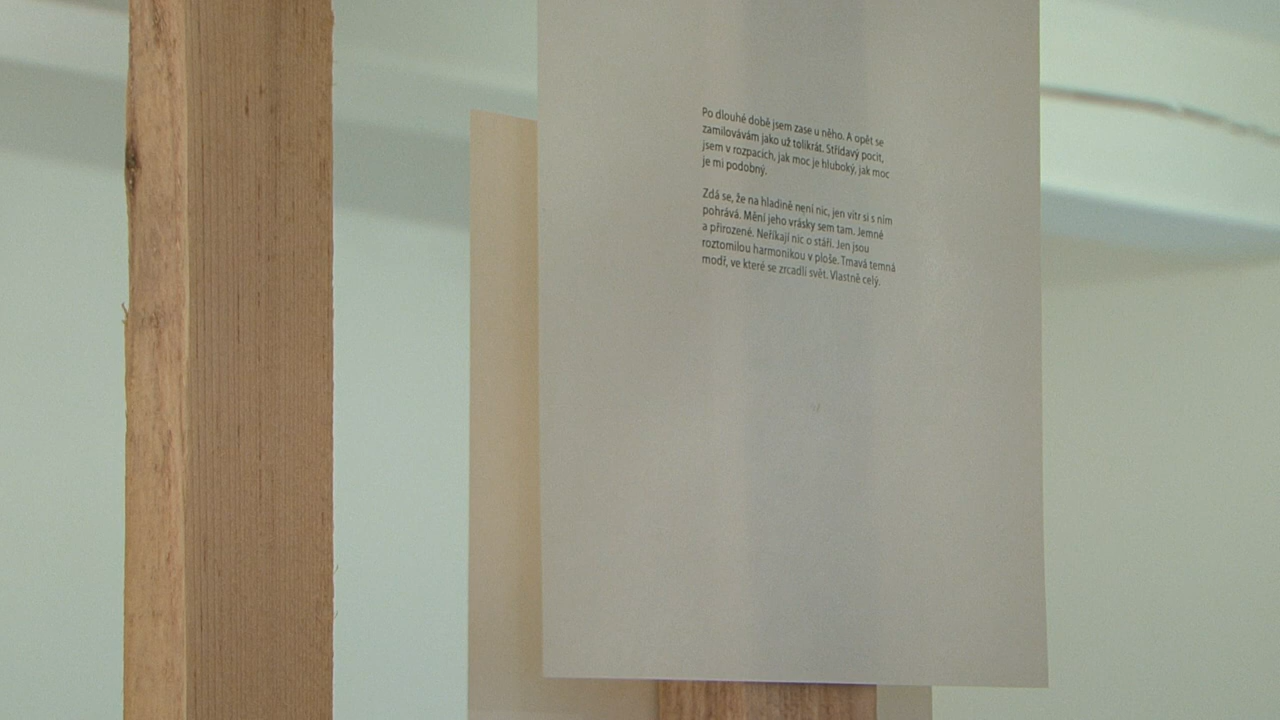 Po dlouhé době jsem zase u něho. A opět se
zamilovávám jako už tolikrát. Střídavý pocit,
jsem v rozpacích, jak moc je hluboký, jak moc
je mi podobný.
Zdá se, že na hladině není nic, jen vítr si s ním
pohrává. Mění jeho vrásky sem tam. Jemné
a přirozené. Neříkají nic o stáří. Jen jsou
roztomilou harmonikou v ploše. Tmavá temná
modř, ve které se zrcadlí svět. Vlastně celý.